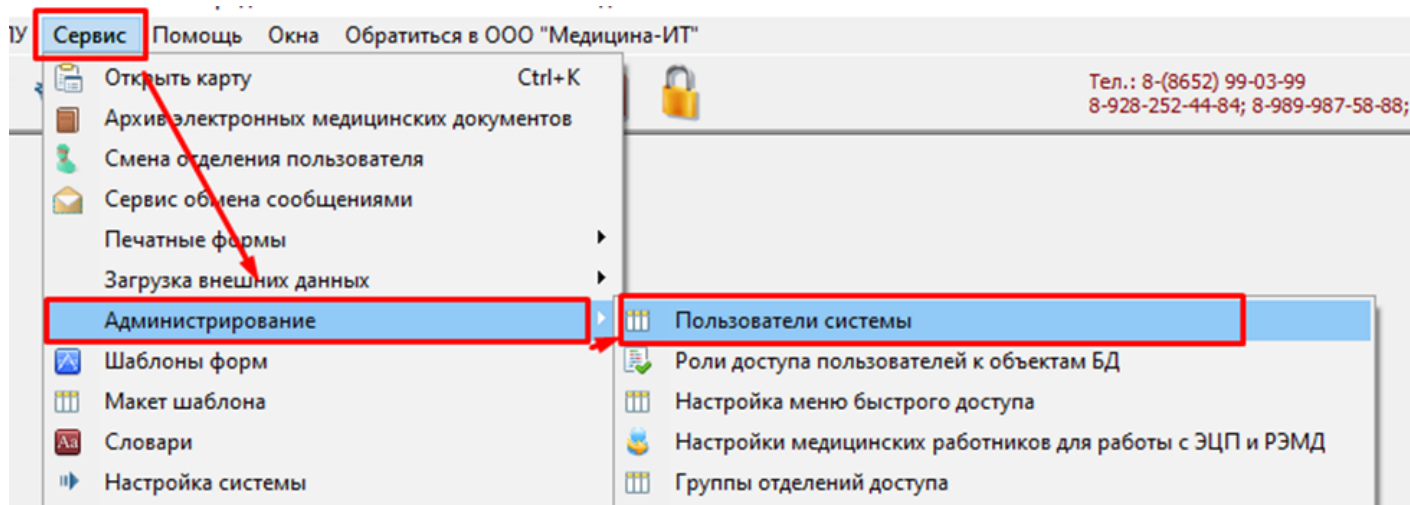 Сервис Помощь Окна Обратиться в ООО "Медицина-ИТ"
Открыть карту Ctrl+K
Тел.: 8-(8652) 99-03-99
8-928-252-44-84; 8-989-987-58-88;
Архив электронных медицинских документов
Смена отделения пользователя
Сервис обмена сообщениями
Печатные формы
Загрузка внешних данных
Администрирование
Шаблоны форм
Макет шаблона
Aa Словари
Настройка системы
Пользователи системы
Роли доступа пользователей к объектам БД
Настройка меню быстрого доступа
Настройки медицинских работников для работы с ЭЦП и РЭМД
Группы отделений доступа